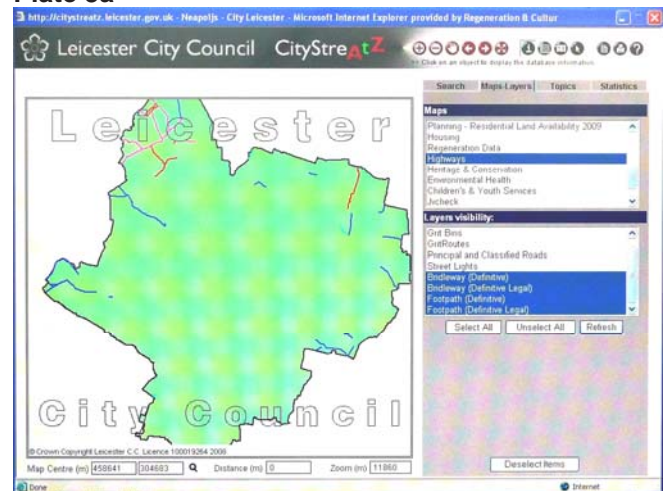 http://citystreatz.leicester.gov.uk - Neapoljs - City Leicester - Microsoft Internet Explorer provided by Regeneration & Cultur
Leicester City Council CityStreAtZ
>> Click on an object to display the database information.
Search Maps-Layers Topics Statistics
Maps
Planning - Residential Land Availability 2009
Housing
Regeneration Data
Highways
Heritage & Conservation
Environmental Health
Children's & Youth Services
Jvcheck
Layers visibility:
Grit Bins
GritRoutes
Principal and Classified Roads
Street Lights
Bridleway (Definitive)
Bridleway (Definitive Legal)
Footpath (Definitive)
Footpath (Definitive Legal)
Select All Unselect All Refresh
Leicester
City Council
© Crown Copyright Leicester C.C. Licence 100019264 2008
Map Centre (m) 458641 304683 Distance (m) 0 Zoom (m) 11860
Deselect Items
Done Internet